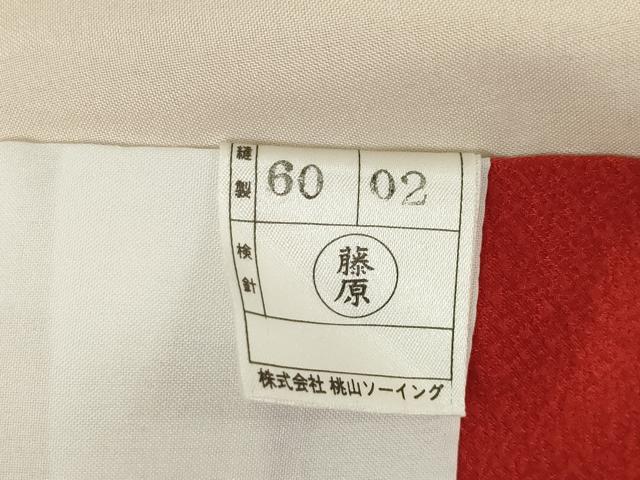 縫製 60 02
検針 藤原
株式会社 桃山ソーイング